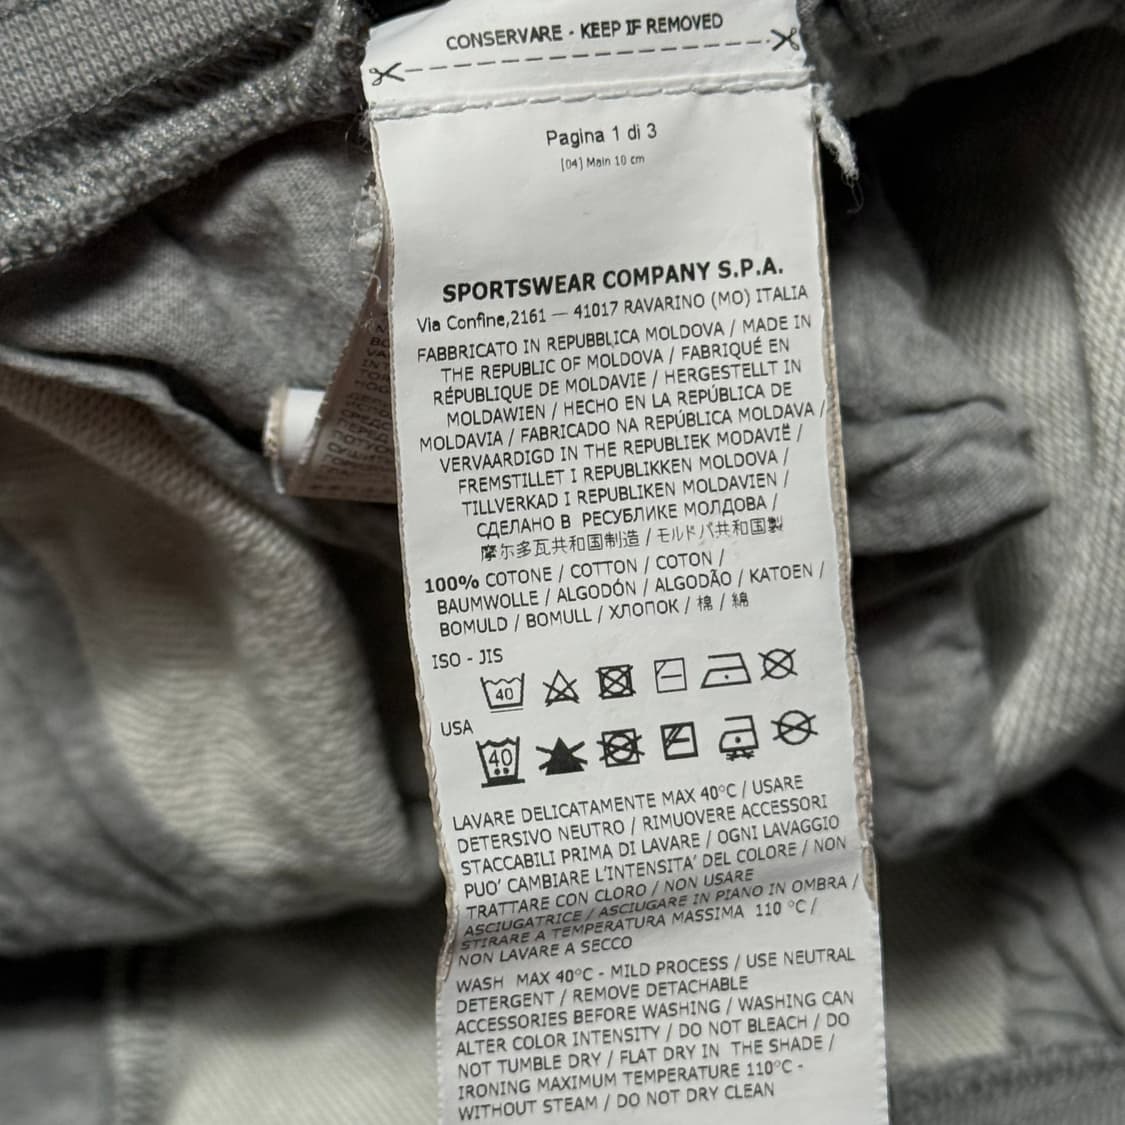 CONSERVARE - KEEP IF REMOVED
Pagina 1 di 3
[04] Main 10 cm
SPORTSWEAR COMPANY S.P.A.
Via Confine,2161 — 41017 RAVARINO (MO) ITALIA
FABBRICATO IN REPUBBLICA MOLDOVA / MADE IN
THE REPUBLIC OF MOLDOVA / FABRIQUÉ EN
RÉPUBLIQUE DE MOLDAVIE / HERGESTELLT IN
MOLDAWIEN / HECHO EN LA REPÚBLICA DE
MOLDAVIA / FABRICADO NA REPÚBLICA MOLDAVA /
VERVAARDIGD IN THE REPUBLIEK MODAVIË /
FREMSTILLET I REPUBLIKKEN MOLDOVA /
TILLVERKAD I REPUBLIKEN MOLDAVIEN /
СДЕЛАНО В РЕСУБЛИКЕ МОЛДОВА /
摩尔多瓦共和国制造 / モルドバ共和国製
100% COTONE / COTTON / COTON /
BAUMWOLLE / ALGODÓN / ALGODÃO / KATOEN /
BOMULD / BOMULL / ХЛОПОК / 棉 / 綿
ISO - JIS
40
USA
40
LAVARE DELICATAMENTE MAX 40°C / USARE
DETERSIVO NEUTRO / RIMUOVERE ACCESSORI
STACCABILI PRIMA DI LAVARE / OGNI LAVAGGIO
PUO' CAMBIARE L'INTENSITA' DEL COLORE / NON
TRATTARE CON CLORO / NON USARE
ASCIUGATRICE / ASCIUGARE IN PIANO IN OMBRA /
STIRARE A TEMPERATURA MASSIMA 110 °C /
NON LAVARE A SECCO
WASH MAX 40°C - MILD PROCESS / USE NEUTRAL
DETERGENT / REMOVE DETACHABLE
ACCESSORIES BEFORE WASHING / WASHING CAN
ALTER COLOR INTENSITY / DO NOT BLEACH / DO
NOT TUMBLE DRY / FLAT DRY IN THE SHADE /
IRONING MAXIMUM TEMPERATURE 110°C -
WITHOUT STEAM / DO NOT DRY CLEAN